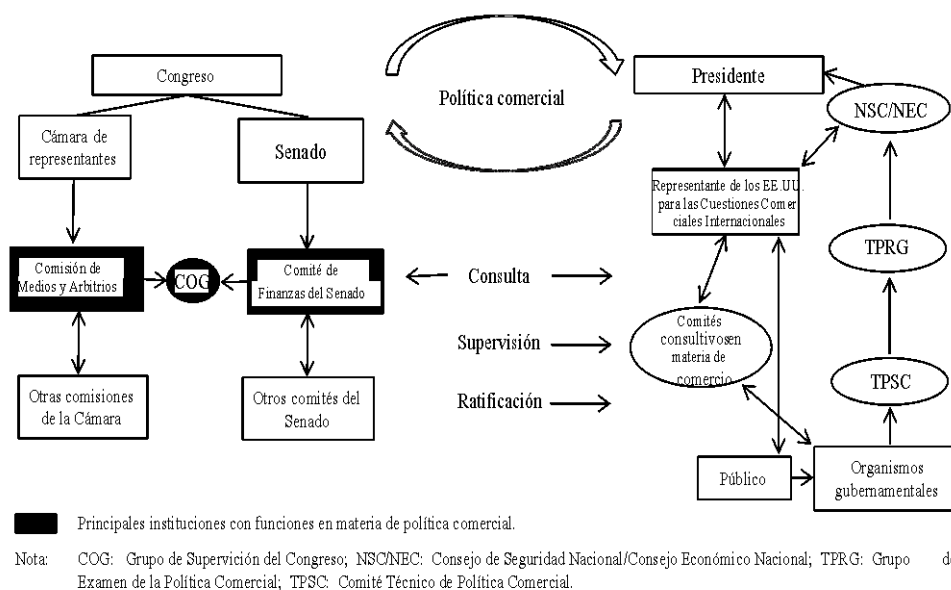 Congreso
Cámara de
representantes
Senado
Comisión de
Medios y Arbitrios
COG
Comité de
Finanzas del Senado
Otras comisiones
de la Cámara
Otros comités del
Senado
Política comercial
Consulta
Supervisión
Ratificación
Presidente
NSC/NEC
Representante de los EE.UU.
para las Cuestiones Comer
ciales Internacionales
TPRG
Comités
consultivos en
materia de
comercio
TPSC
Público
Organismos
gubernamentales
Principales instituciones con funciones en materia de política comercial.
Nota: COG: Grupo de Supervisión del Congreso; NSC/NEC: Consejo de Seguridad Nacional/Consejo Económico Nacional; TPRG: Grupo
Examen de la Política Comercial; TPSC: Comité Técnico de Política Comercial.